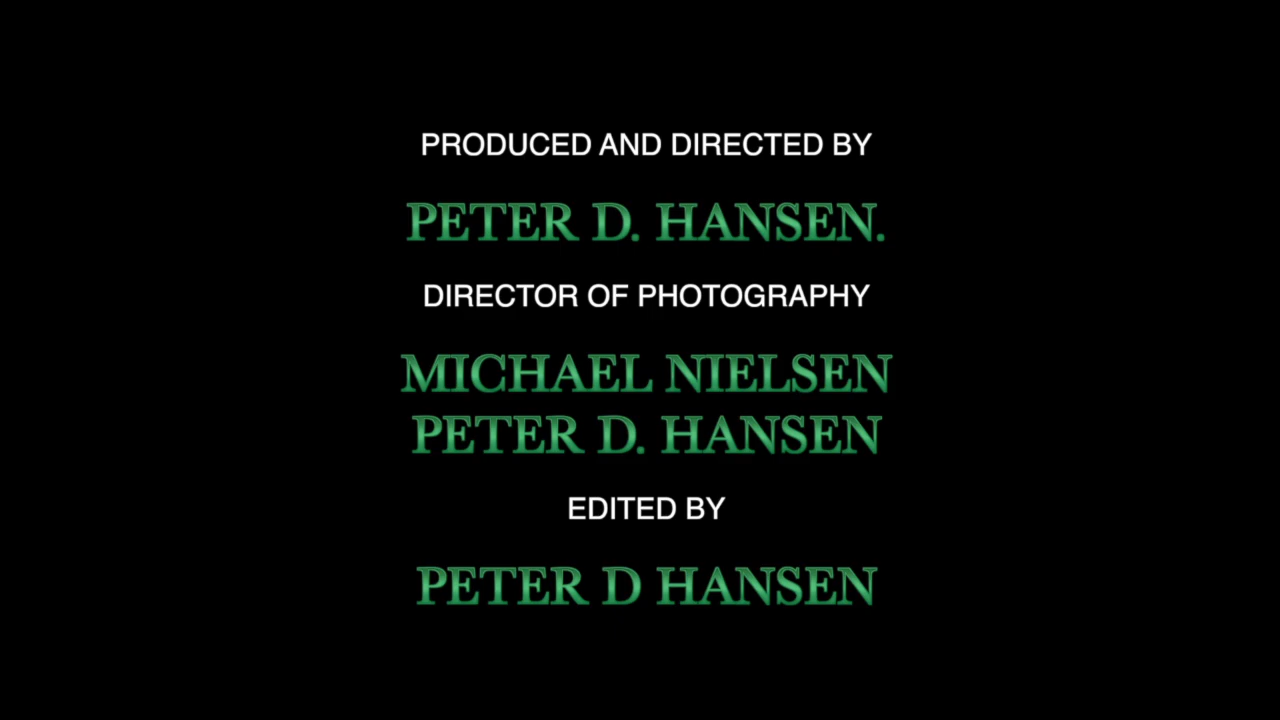 PRODUCED AND DIRECTED BY
PETER D. HANSEN.
DIRECTOR OF PHOTOGRAPHY
MICHAEL NIELSEN
PETER D. HANSEN
EDITED BY
PETER D HANSEN